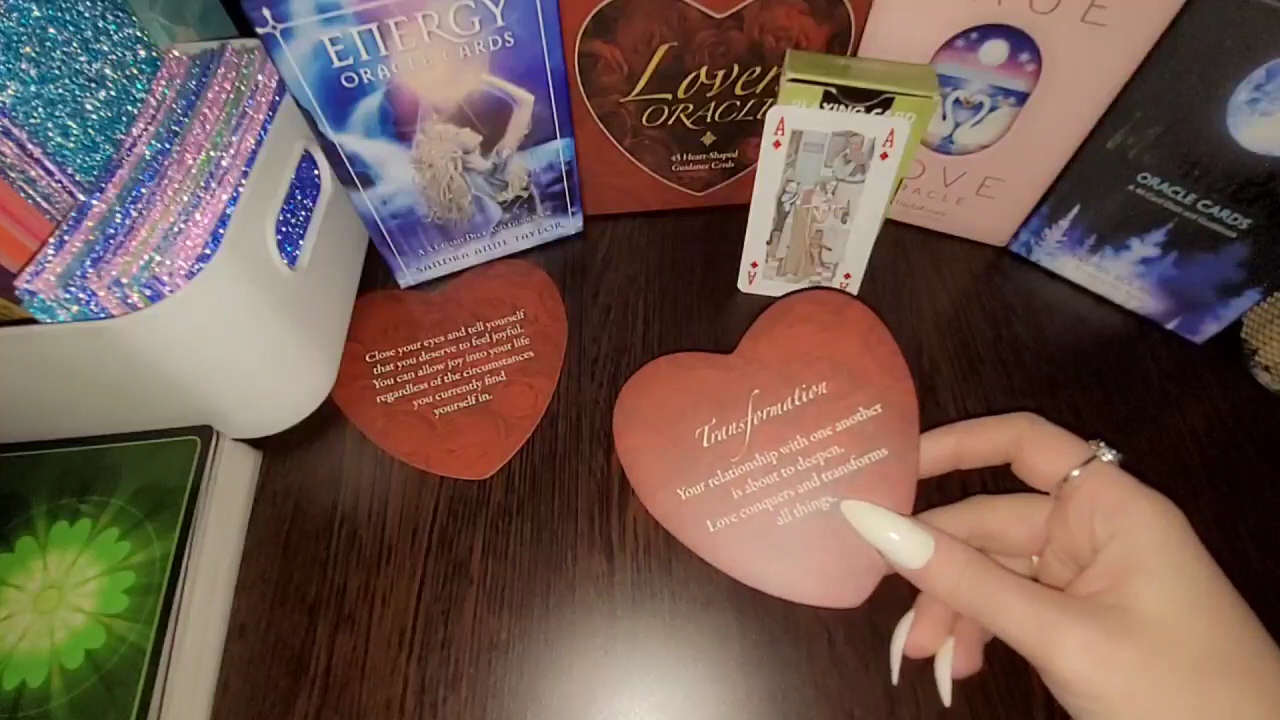 ENERGY
ORACLE CARDS
SANDRA ANNE TAYLOR
ORACLE
45 Heart-Shaped
Guidance Cards
A
A
A
A
ORACLE CARDS
Close your eyes and tell yourself
that you deserve to feel joyful.
You can allow joy into your life
regardless of the circumstances
you currently find
yourself in.
Transformation
Your relationship with one another
is about to deepen.
Love conquers and transforms
all things.